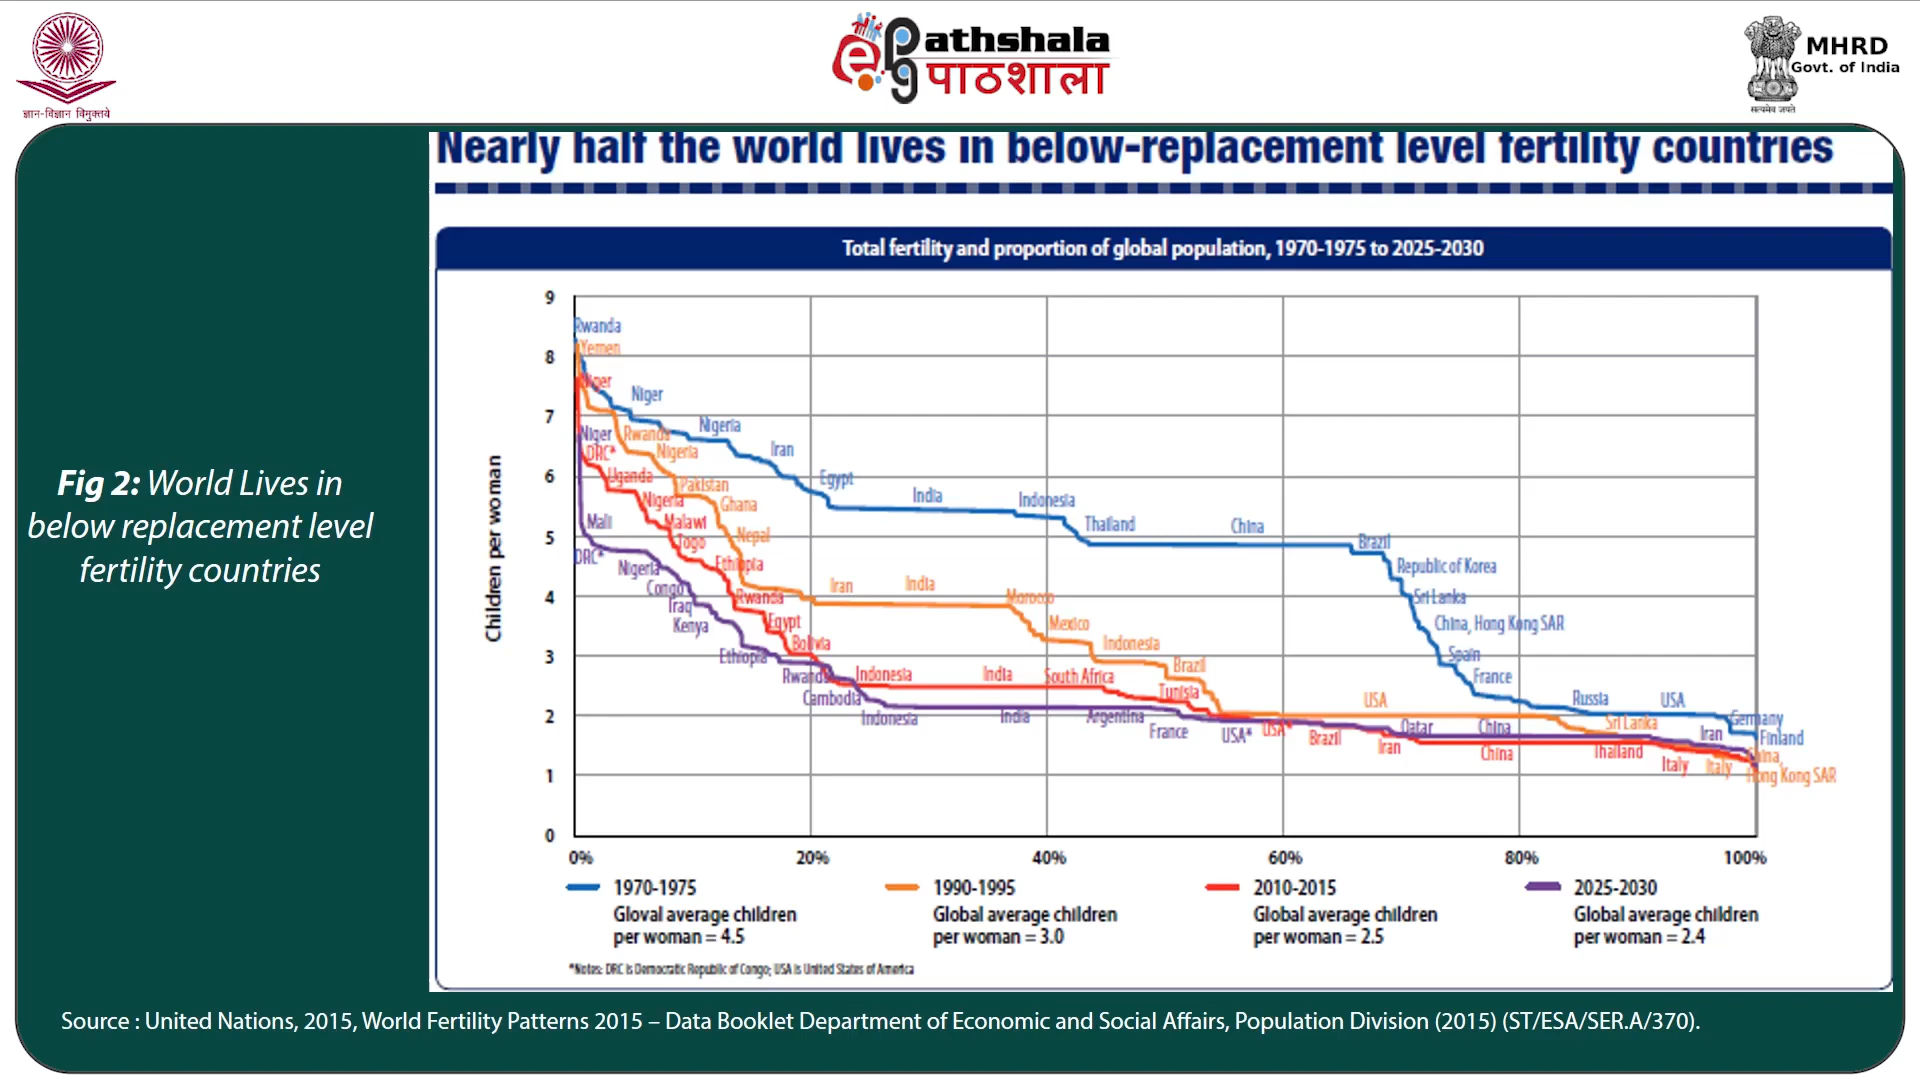 ज्ञान-विज्ञान विमुक्तये
e pg athshala
पाठशाला
MHRD
Govt. of India
सत्यमेव जयते
Nearly half the world lives in below-replacement level fertility countries
Total fertility and proportion of global population, 1970-1975 to 2025-2030
Fig 2: World Lives in
below replacement level
fertility countries
Children per woman
9
8
7
6
5
4
3
2
1
0
0% 20% 40% 60% 80% 100%
Rwanda
Niger
Nigeria
Iran
Egypt
India
Indonesia
Thailand
China
Brazil
Republic of Korea
Sri Lanka
China, Hong Kong SAR
Spain
France
Russia
USA
Germany
Finland
Yemen
Rwanda
Nigeria
Pakistan
Ghana
Nepal
Iran
India
Morocco
Mexico
Indonesia
Brazil
USA
Sri Lanka
Italy
China,
Hong Kong SAR
Niger
DRC*
Uganda
Nigeria
Malawi
Togo
Ethiopia
Rwanda
Egypt
Bolivia
Indonesia
India
South Africa
Tunisia
USA*
Brazil
Iran
China
Thailand
Italy
Niger
Mali
DRC*
Nigeria
Congo
Iraq
Kenya
Ethiopia
Rwanda
Cambodia
Indonesia
India
Argentina
France
USA*
Qatar
China
Iran
1970-1975
Gloval average children
per woman = 4.5
1990-1995
Global average children
per woman = 3.0
2010-2015
Global average children
per woman = 2.5
2025-2030
Global average children
per woman = 2.4
*Notes: DRC is Democratic Republic of Congo; USA is United States of America
Source : United Nations, 2015, World Fertility Patterns 2015 – Data Booklet Department of Economic and Social Affairs, Population Division (2015) (ST/ESA/SER.A/370).